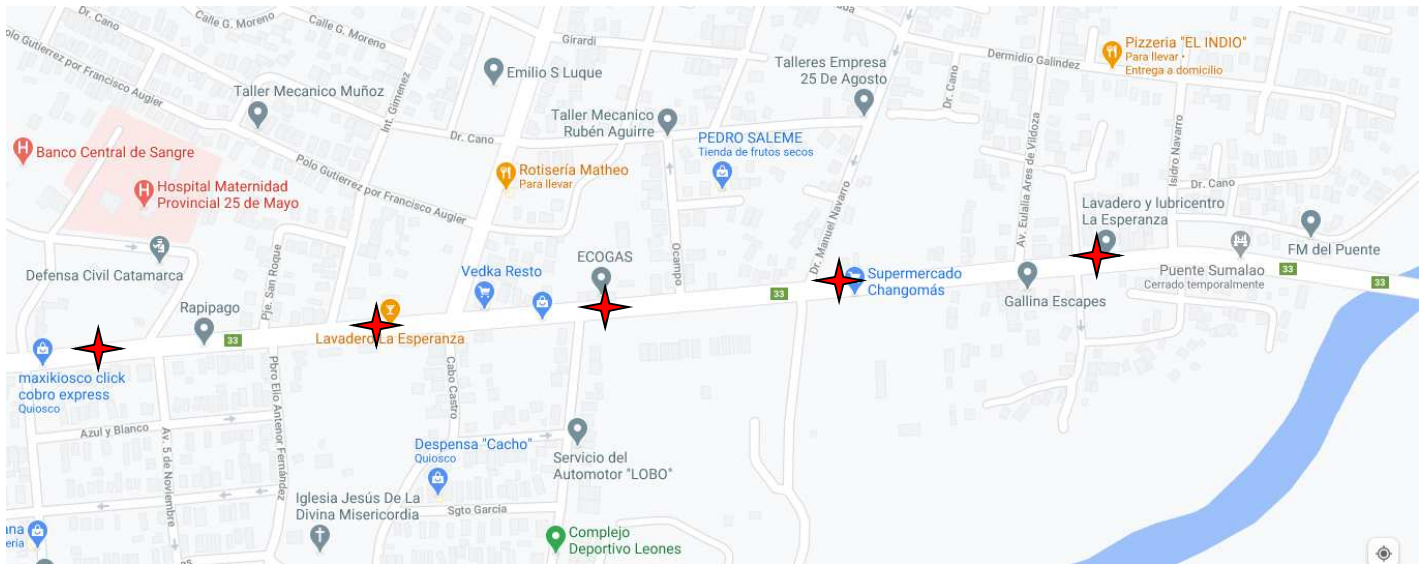 Calle G. Moreno
Dr. Cano
Calle G. Moreno
Polo Gutierrez por Francisco Augier
Girardi
Emilio S Luque
Taller Mecanico Muñoz
Int. Gimenez
Dr. Cano
Taller Mecanico
Rubén Aguirre
Talleres Empresa
25 De Agosto
Dr. Cano
Dermidio Galindez
Pizzeria "EL INDIO"
Para llevar •
Entrega a domicilio
Banco Central de Sangre
Hospital Maternidad
Provincial 25 de Mayo
Polo Gutierrez por Francisco Augier
Rotisería Matheo
Para llevar
PEDRO SALEME
Tienda de frutos secos
Av. Eulalia Ares de Vildoza
Isidro Navarro
Dr. Cano
Lavadero y lubricentro
La Esperanza
Defensa Civil Catamarca
Pje. San Roque
Vedka Resto
ECOGAS
Ocampo
Dr. Manuel Navarro
Supermercado
Changomás
Gallina Escapes
Puente Sumalao
Cerrado temporalmente
FM del Puente
33
33
33
33
Rapipago
33
Lavadero La Esperanza
maxikiosco click
cobro express
Quiosco
Azul y Blanco
Av. 5 de Noviembre
Pbro Elio Antenor Fernández
Cabo Castro
Despensa "Cacho"
Quiosco
Servicio del
Automotor "LOBO"
Iglesia Jesús De La
Divina Misericordia
Sgto Garcia
Complejo
Deportivo Leones